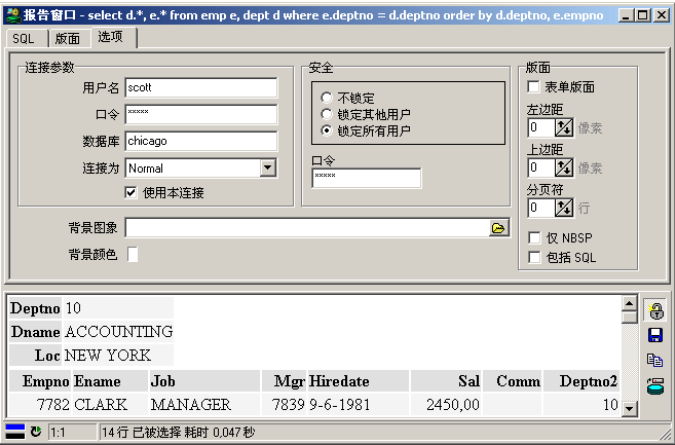 报告窗口 - select d.*, e.* from emp e, dept d where e.deptno = d.deptno order by d.deptno, e.empno
SQL 版面 选项
连接参数
用户名 scott
口令 *****
数据库 chicago
连接为 Normal
使用本连接
安全
不锁定
锁定其他用户
锁定所有用户
口令
*****
版面
表单版面
左边距
0 像素
上边距
0 像素
分页符
0 行
仅 NBSP
包括 SQL
背景图象
背景颜色
Deptno 10
Dname ACCOUNTING
Loc NEW YORK
Empno Ename Job Mgr Hiredate Sal Comm Deptno2
7782 CLARK MANAGER 7839 9-6-1981 2450,00 10
1:1 14行 已被选择 耗时 0,047秒